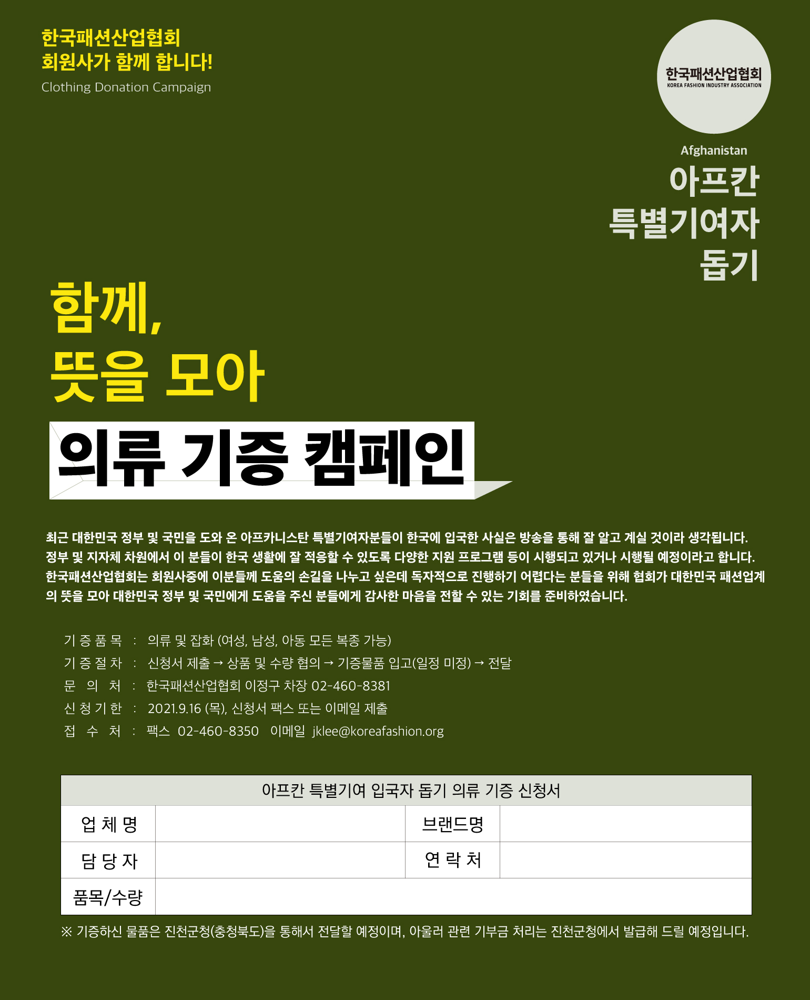 한국패션산업협회
회원사가 함께 합니다!
Clothing Donation Campaign
한국패션산업협회
KOREA FASHION INDUSTRY ASSOCIATION
Afghanistan
아프칸
특별기여자
돕기
함께,
뜻을 모아
의류 기증 캠페인
최근 대한민국 정부 및 국민을 도와 온 아프카니스탄 특별기여자분들이 한국에 입국한 사실은 방송을 통해 잘 알고 계실 것이라 생각됩니다.
정부 및 지자체 차원에서 이 분들이 한국 생활에 잘 적응할 수 있도록 다양한 지원 프로그램 등이 시행되고 있거나 시행될 예정이라고 합니다.
한국패션산업협회는 회원사중에 이분들께 도움의 손길을 나누고 싶은데 독자적으로 진행하기 어렵다는 분들을 위해 협회가 대한민국 패션업계
의 뜻을 모아 대한민국 정부 및 국민에게 도움을 주신 분들에게 감사한 마음을 전할 수 있는 기회를 준비하였습니다.
기 증 품 목 : 의류 및 잡화 (여성, 남성, 아동 모든 복종 가능)
기 증 절 차 : 신청서 제출 → 상품 및 수량 협의 → 기증물품 입고(일정 미정) → 전달
문 의 처 : 한국패션산업협회 이정구 차장 02-460-8381
신 청 기 한 : 2021.9.16 (목), 신청서 팩스 또는 이메일 제출
접 수 처 : 팩스 02-460-8350 이메일 jklee@koreafashion.org
아프칸 특별기여 입국자 돕기 의류 기증 신청서
업 체 명 브랜드명
담 당 자 연 락 처
품목/수량
※ 기증하신 물품은 진천군청(충청북도)을 통해서 전달할 예정이며, 아울러 관련 기부금 처리는 진천군청에서 발급해 드릴 예정입니다.